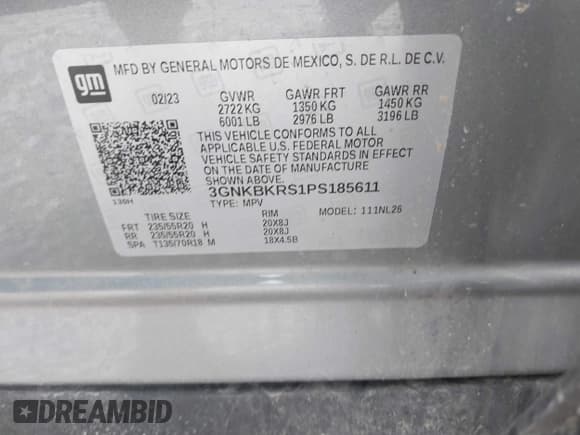 gm
MFD BY GENERAL MOTORS DE MEXICO, S. DE R.L. DE C.V.
02/23 GVWR GAWR FRT GAWR RR
2722 KG 1350 KG 1450 KG
6001 LB 2976 LB 3196 LB
THIS VEHICLE CONFORMS TO ALL
APPLICABLE U.S. FEDERAL MOTOR
VEHICLE SAFETY STANDARDS IN EFFECT
ON THE DATE OF MANUFACTURE
SHOWN ABOVE.
3GNKBKRS1PS185611
TYPE: MPV MODEL: 111NL26
TIRE SIZE RIM
FRT 235/55R20 H 20X8J
RR 235/55R20 H 20X8J
SPA T135/70R18 M 18X4.5B
DREAMBID